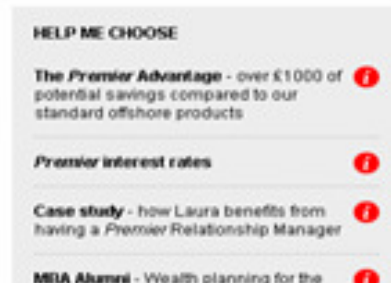 HELP ME CHOOSE
The Premier Advantage - over £1000 of
potential savings compared to our
standard offshore products
Premier interest rates
Case study - how Laura benefits from
having a Premier Relationship Manager
MBA Alumni - Wealth planning for the